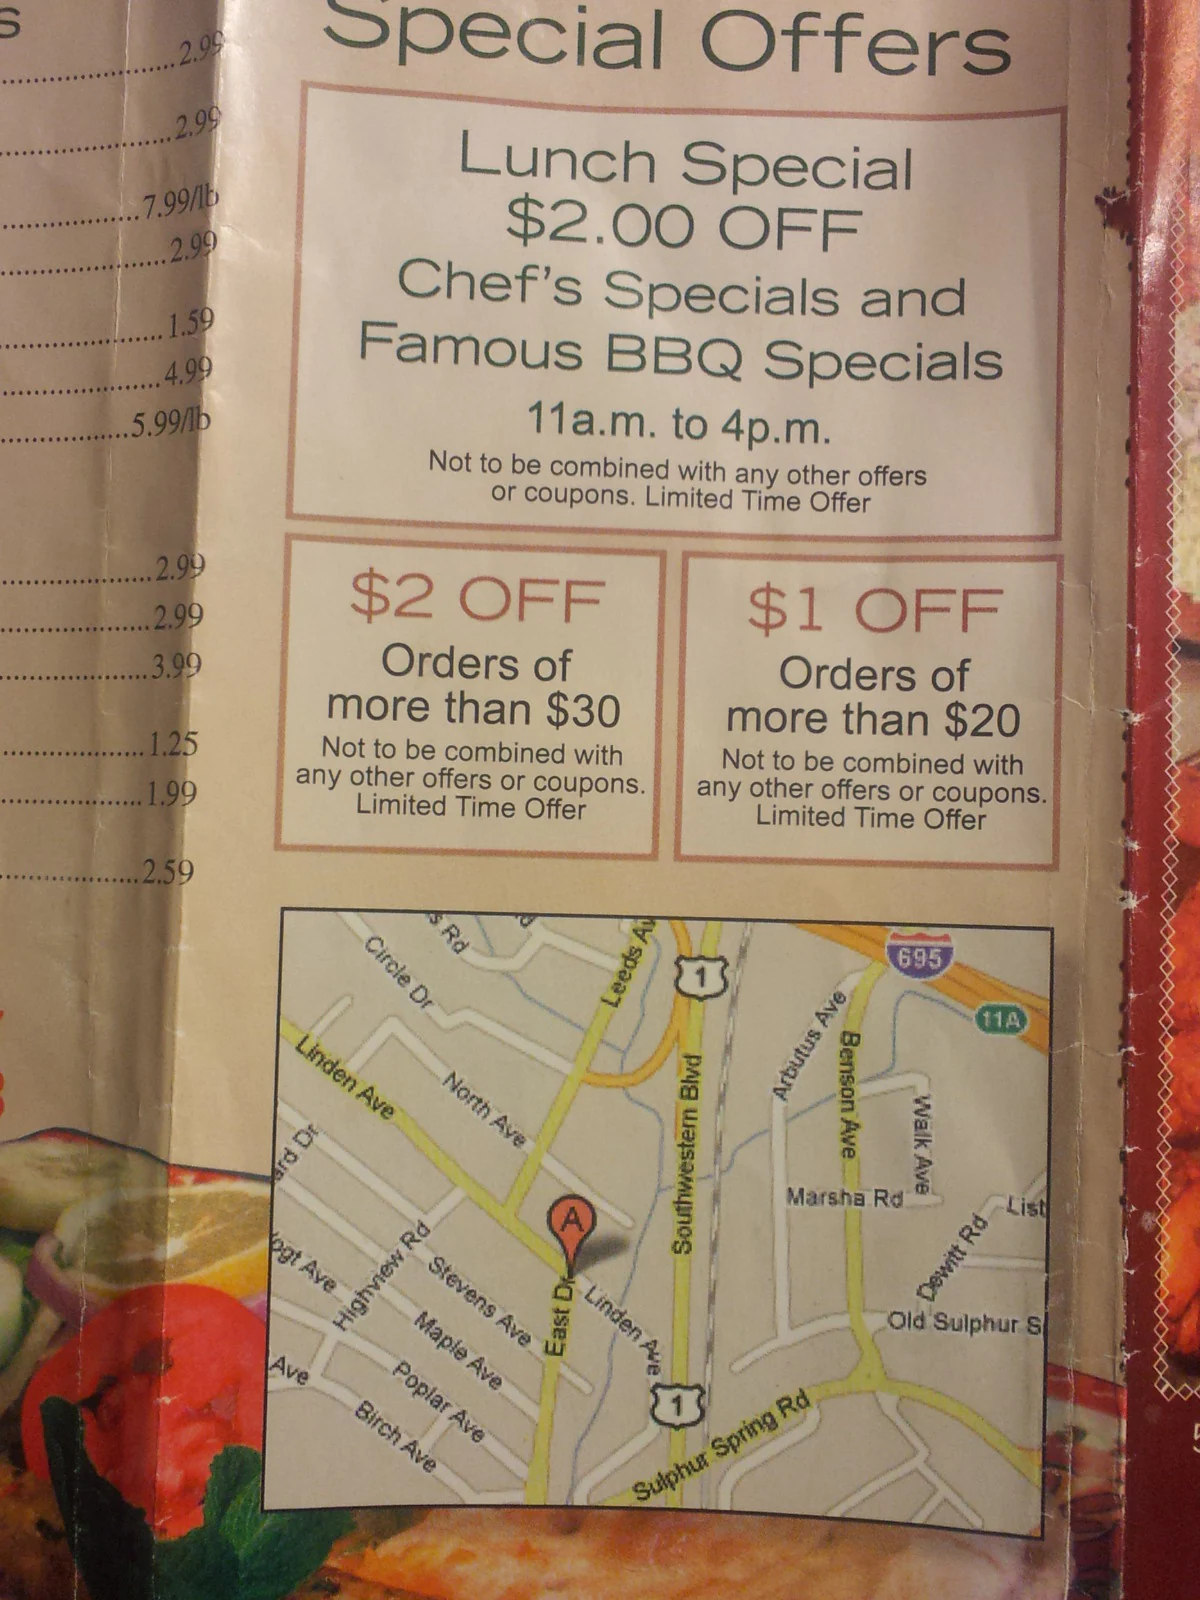 s
2.99
2.99
7.99/lb
2.99
1.59
4.99
5.99/lb
2.99
2.99
3.99
1.25
1.99
2.59
Special Offers
Lunch Special
$2.00 OFF
Chef's Specials and
Famous BBQ Specials
11a.m. to 4p.m.
Not to be combined with any other offers
or coupons. Limited Time Offer
$2 OFF
Orders of
more than $30
Not to be combined with
any other offers or coupons.
Limited Time Offer
$1 OFF
Orders of
more than $20
Not to be combined with
any other offers or coupons.
Limited Time Offer
s Rd
Circle Dr
Leeds Av
1
695
11A
Linden Ave
North Ave
Southwestern Blvd
Arbutus Ave
Benson Ave
Walk Ave
ard Dr
Marsha Rd
List
A
ogt Ave
Highview Rd
Stevens Ave
East Dr
Linden Ave
Dewitt Rd
Old Sulphur S
Maple Ave
Ave
Poplar Ave
1
Birch Ave
Sulphur Spring Rd